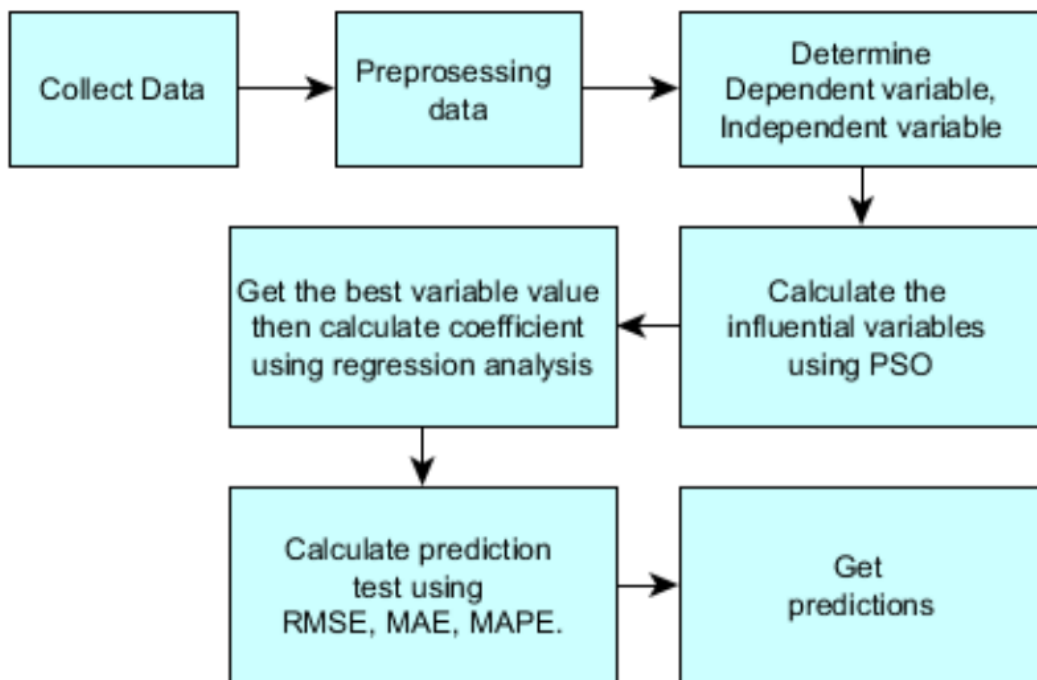 Collect Data
Preprosessing
data
Determine
Dependent variable,
Independent variable
Calculate the
influential variables
using PSO
Get the best variable value
then calculate coefficient
using regression analysis
Calculate prediction
test using
RMSE, MAE, MAPE.
Get
predictions